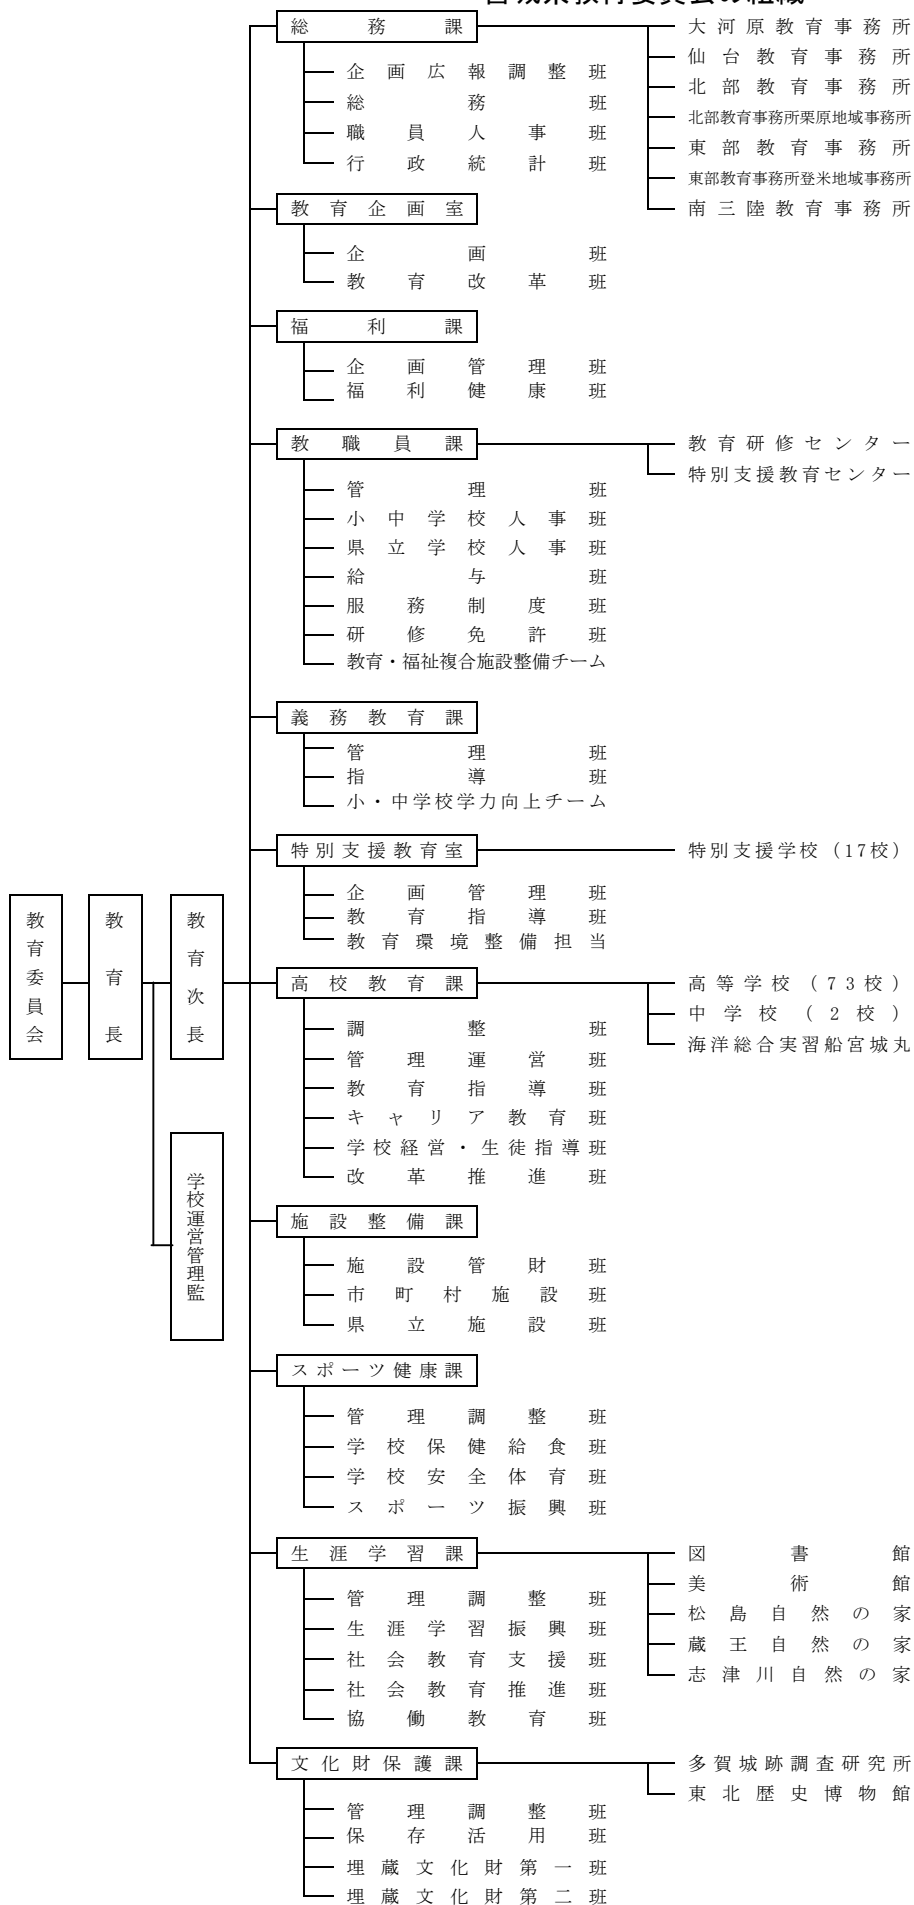 宮城県教育委員会の組織
総務課
大河原教育事務所
仙台教育事務所
企画広報調整班
北部教育事務所
総務班
北部教育事務所栗原地域事務所
職員人事班
東部教育事務所
行政統計班
東部教育事務所登米地域事務所
教育企画室
南三陸教育事務所
企画班
教育改革班
福利課
企画管理班
福利健康班
教職員課
教育研修センター
特別支援教育センター
管理班
小中学校人事班
県立学校人事班
給与班
服務制度班
研修免許班
教育・福祉複合施設整備チーム
義務教育課
管理班
指導班
小・中学校学力向上チーム
特別支援教育室
特別支援学校(17校)
企画管理班
教育指導班
教育環境整備担当
教育委員会
教育長
教育次長
学校運営管理監
高校教育課
高等学校(73校)
中学校(2校)
海洋総合実習船宮城丸
調整班
管理運営班
教育指導班
キャリア教育班
学校経営・生徒指導班
改革推進班
施設整備課
施設管財班
市町村施設班
県立施設班
スポーツ健康課
管理調整班
学校保健給食班
学校安全体育班
スポーツ振興班
生涯学習課
図書館
美術館
管理調整班
松島自然の家
生涯学習振興班
蔵王自然の家
社会教育支援班
志津川自然の家
社会教育推進班
協働教育班
文化財保護課
多賀城跡調査研究所
東北歴史博物館
管理調整班
保存活用班
埋蔵文化財第一班
埋蔵文化財第二班